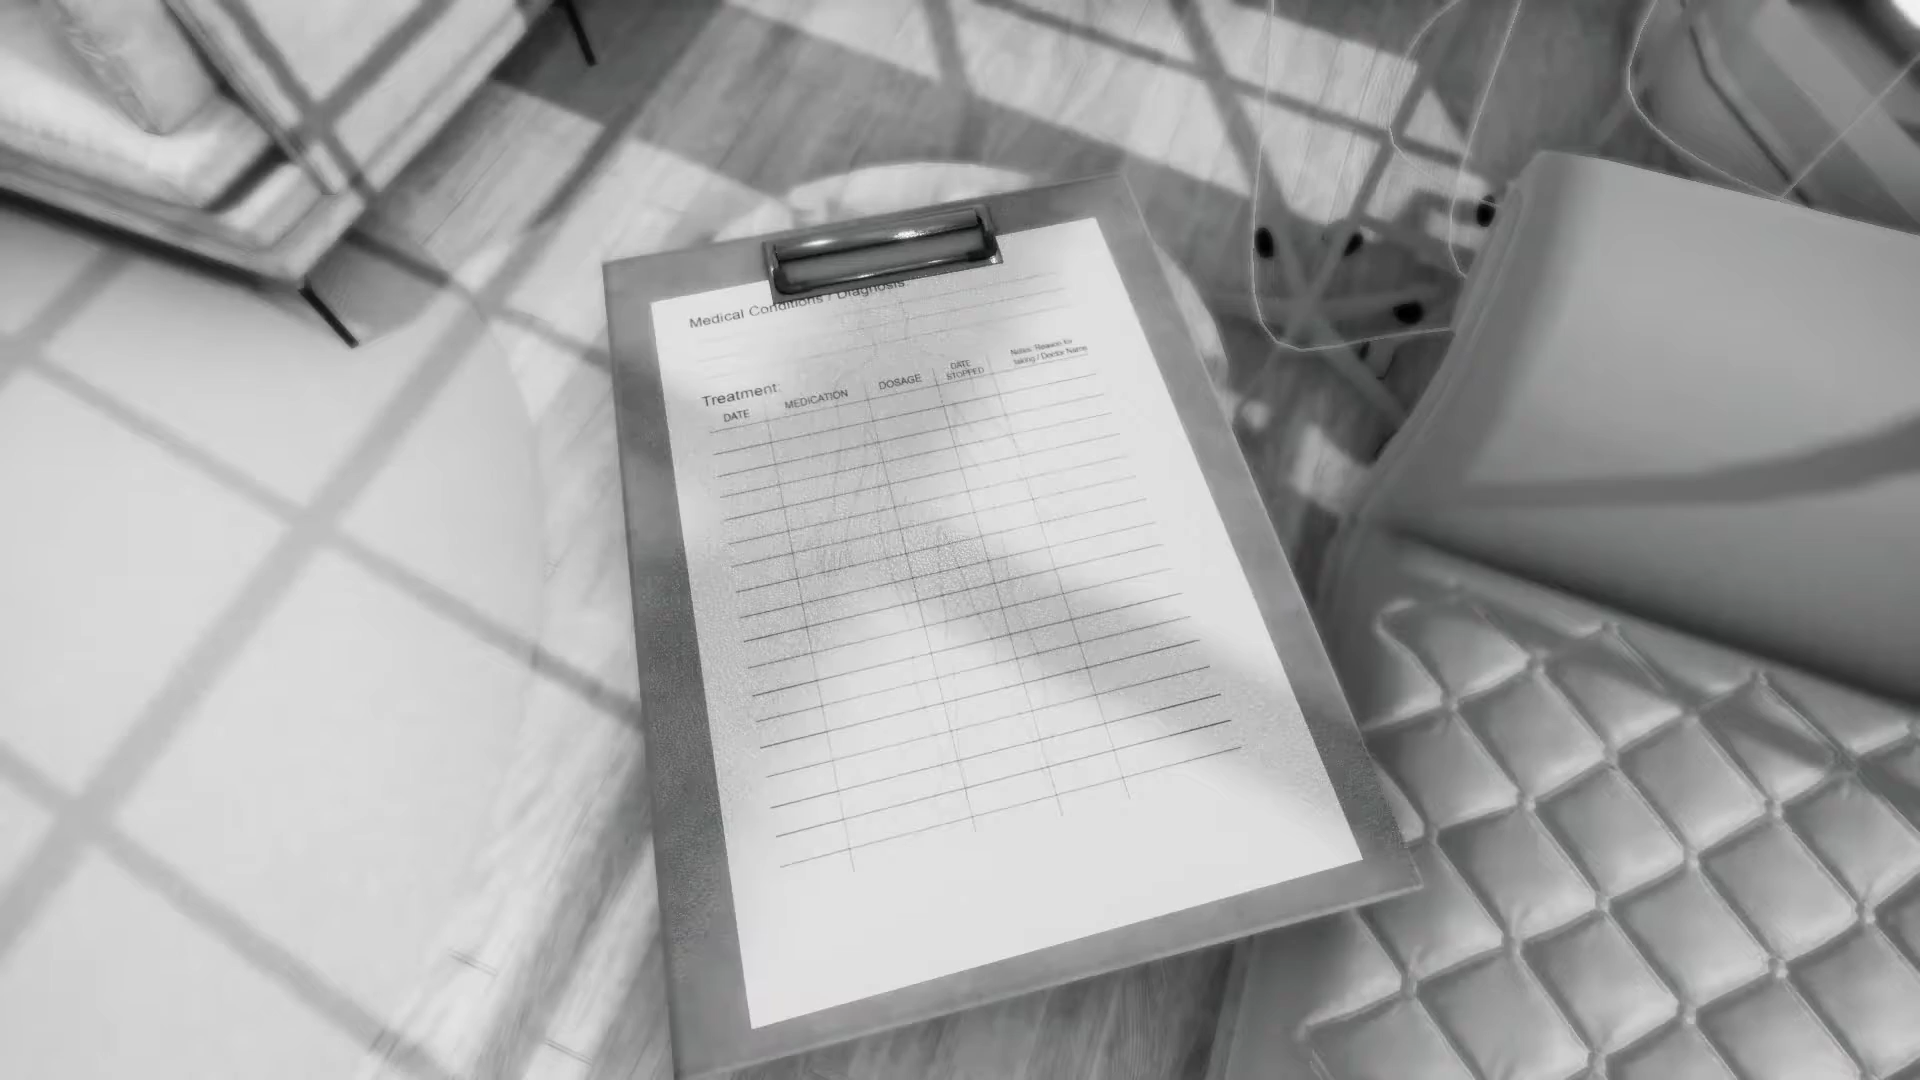 Medical Conditions / Diagnosis:
Treatment:
DATE
MEDICATION
DOSAGE
DATE
STOPPED
Notes: Reason for
taking / Doctor Name